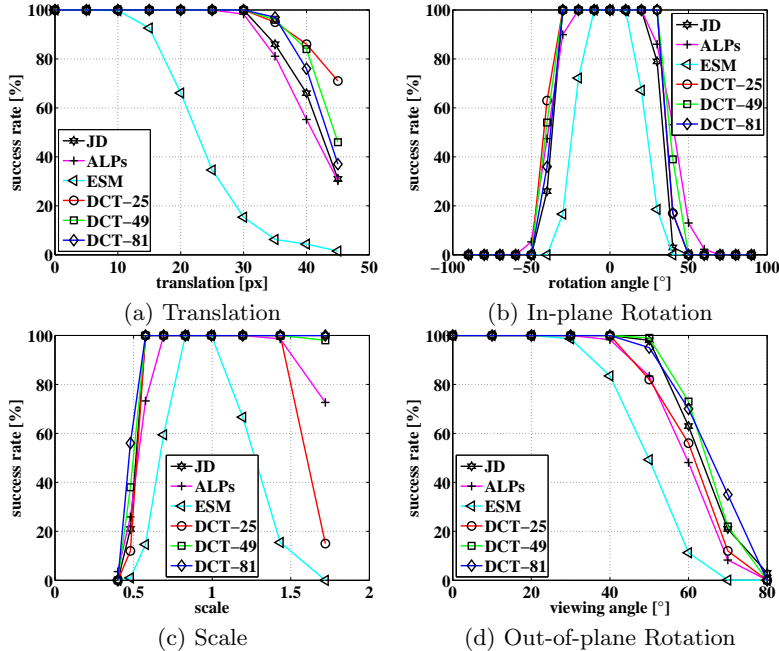 success rate [%]
100
80
60
40
20
0
JD
ALPs
ESM
DCT−25
DCT−49
DCT−81
0 10 20 30 40 50
translation [px]
(a) Translation
success rate [%]
100
80
60
40
20
0
JD
ALPs
ESM
DCT−25
DCT−49
DCT−81
−100 −50 0 50 100
rotation angle [°]
(b) In-plane Rotation
success rate [%]
100
80
60
40
20
0
JD
ALPs
ESM
DCT−25
DCT−49
DCT−81
0 0.5 1 1.5 2
scale
(c) Scale
success rate [%]
100
80
60
40
20
0
JD
ALPs
ESM
DCT−25
DCT−49
DCT−81
0 20 40 60 80
viewing angle [°]
(d) Out-of-plane Rotation